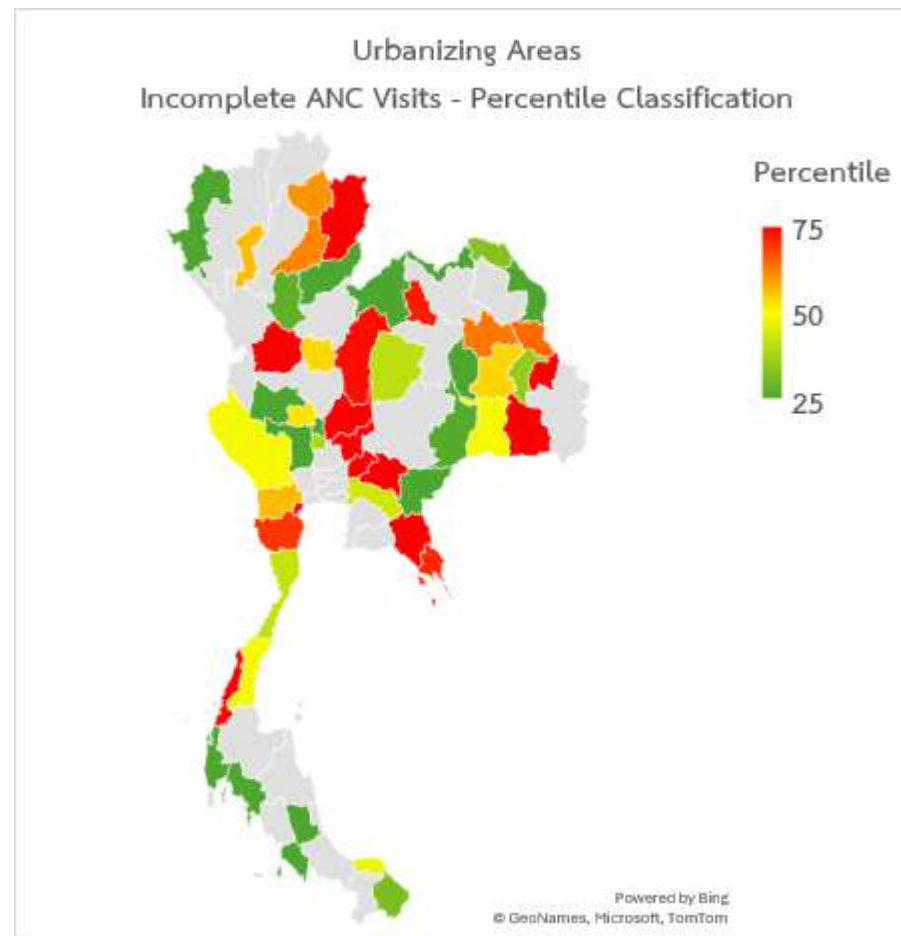 Urbanizing Areas
Incomplete ANC Visits - Percentile Classification
Percentile
75
50
25
Powered by Bing
© GeoNames, Microsoft, TomTom